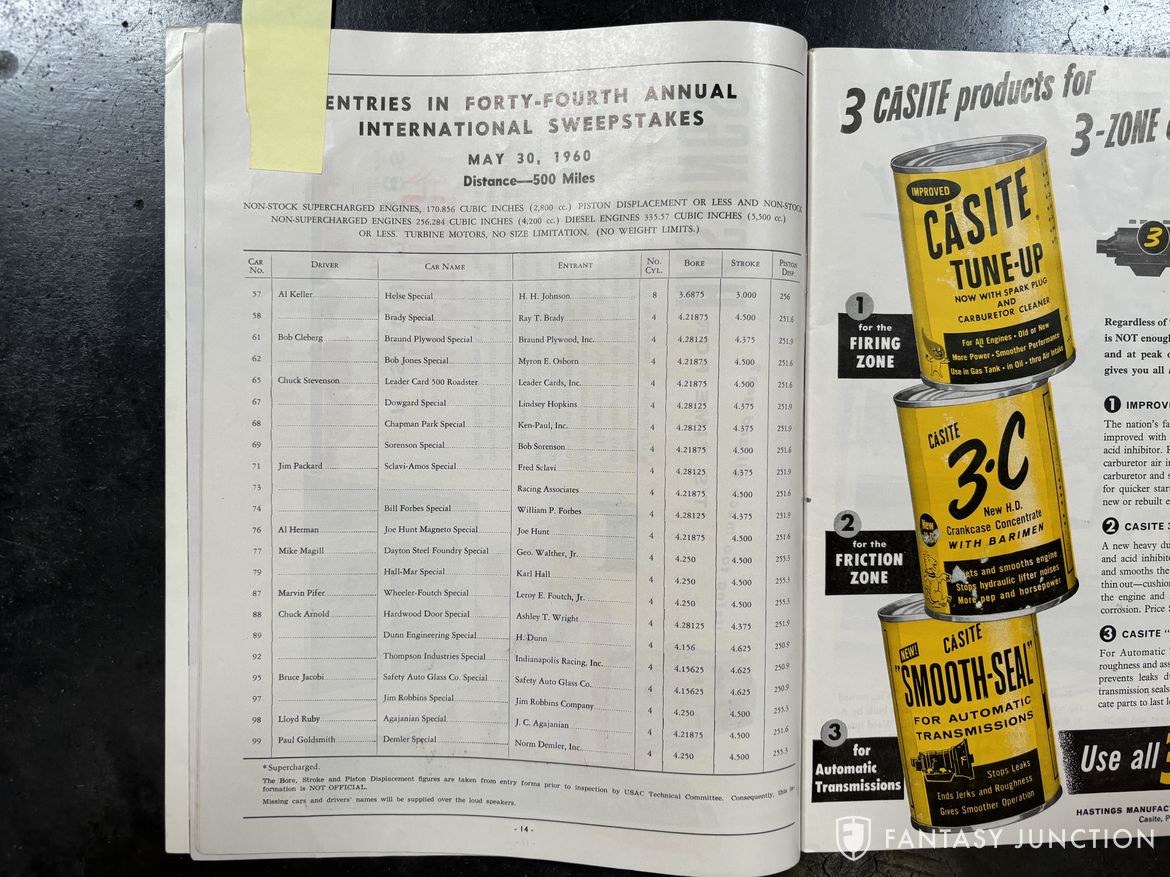 ENTRIES IN FORTY-FOURTH ANNUAL
INTERNATIONAL SWEEPSTAKES
MAY 30, 1960
Distance—500 Miles
NON-STOCK SUPERCHARGED ENGINES, 170.856 CUBIC INCHES (2,800 cc.) PISTON DISPLACEMENT OR LESS AND NON-STOCK
NON-SUPERCHARGED ENGINES 256.284 CUBIC INCHES (4,200 cc.) DIESEL ENGINES 335.57 CUBIC INCHES (5,500 cc.)
OR LESS. TURBINE MOTORS, NO SIZE LIMITATION. (NO WEIGHT LIMITS.)
CAR No. DRIVER CAR NAME ENTRANT NO. CYL. BORE STROKE PISTON DISP.
57 Al Keller Helse Special H. H. Johnson 8 3.6875 3.000 256
58 Brady Special Ray T. Brady 4 4.21875 4.500 251.6
61 Bob Cleberg Braund Plywood Special Braund Plywood, Inc. 4 4.28125 4.375 251.9
62 Bob Jones Special Myron E. Osborn 4 4.21875 4.500 251.6
65 Chuck Stevenson Leader Card 500 Roadster Leader Cards, Inc. 4 4.21875 4.500 251.6
67 Dowgard Special Lindsey Hopkins 4 4.28125 4.375 251.9
68 Chapman Park Special Ken-Paul, Inc. 4 4.28125 4.375 251.9
69 Sorenson Special Bob Sorenson 4 4.21875 4.500 251.6
71 Jim Packard Sclavi-Amos Special Fred Sclavi 4 4.28125 4.375 251.9
73 Racing Associates 4 4.21875 4.500 251.6
74 Bill Forbes Special William P. Forbes 4 4.28125 4.375 251.9
76 Al Herman Joe Hunt Magneto Special Joe Hunt 4 4.21875 4.500 251.6
77 Mike Magill Dayton Steel Foundry Special Geo. Walther, Jr. 4 4.250 4.500 255.3
79 Hall-Mar Special Karl Hall 4 4.250 4.500 255.3
87 Marvin Pifer Wheeler-Foutch Special Leroy E. Foutch, Jr. 4 4.250 4.500 255.3
88 Chuck Arnold Hardwood Door Special Ashley T. Wright 4 4.28125 4.375 251.9
89 Dunn Engineering Special H. Dunn 4 4.156 4.625 250.9
92 Thompson Industries Special Indianapolis Racing, Inc. 4 4.15625 4.625 250.9
95 Bruce Jacobi Safety Auto Glass Co. Special Safety Auto Glass Co. 4 4.15625 4.625 250.9
97 Jim Robbins Special Jim Robbins Company 4 4.250 4.500 255.3
98 Lloyd Ruby Agajanian Special J. C. Agajanian 4 4.21875 4.500 251.6
99 Paul Goldsmith Demler Special Norm Demler, Inc. 4 4.250 4.500 255.3
* Supercharged.
The Bore, Stroke and Piston Displacement figures are taken from entry forms prior to inspection by USAC Technical Committee. Consequently, this in-
formation is NOT OFFICIAL.
Missing cars and drivers' names will be supplied over the loud speakers.
- 14 -
3 CASITE products for
3-ZONE
IMPROVED
CASITE
TUNE-UP
NOW WITH SPARK PLUG
AND
CARBURETOR CLEANER
For All Engines • Old or New
More Power • Smoother Performance
Use in Gas Tank • in Oil • thru Air Intake
1
for the
FIRING
ZONE
CASITE
3-C
New
New H.D.
Crankcase Concentrate
WITH BARIMEN
ets and smooths engine
Stops hydraulic lifter noises
More pep and horsepower
2
for the
FRICTION
ZONE
NEW!
CASITE
"SMOOTH-SEAL"
FOR AUTOMATIC
TRANSMISSIONS
Stops Leaks
Ends Jerks and Roughness
Gives Smoother Operation
3
for
Automatic
Transmissions
3
Regardless of
is NOT enough
and at peak
gives you all
1 IMPROV
The nation's fa
improved with
acid inhibitor.
carburetor air i
carburetor and s
for quicker star
new or rebuilt e
2 CASITE 3
A new heavy du
and acid inhibit
and smooths the
thin out—cushion
the engine and
corrosion. Price
3 CASITE "
For Automatic
roughness and ass
prevents leaks d
transmission seals
cate parts to last l
Use all 3
HASTINGS MANUFAC
Casite, P
FANTASY JUNCTION